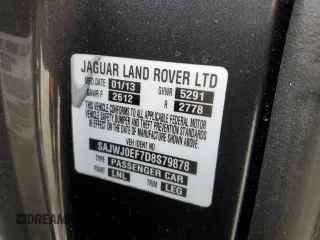 JAGUAR LAND ROVER LTD
MFD DATE 01/13 GVWR 5291
GAWR F 2612 R 2778
THIS VEHICLE CONFORMS TO ALL APPLICABLE FEDERAL MOTOR
VEHICLE SAFETY BUMPER AND THEFT PREVENTION STANDARDS
IN EFFECT ON THE DATE OF MANUFACTURE SHOWN ABOVE
VEH IDENT NO
SAJWJ0EF7D8S79878
TYPE PASSENGER CAR
PAINT LNL TRIM LEG